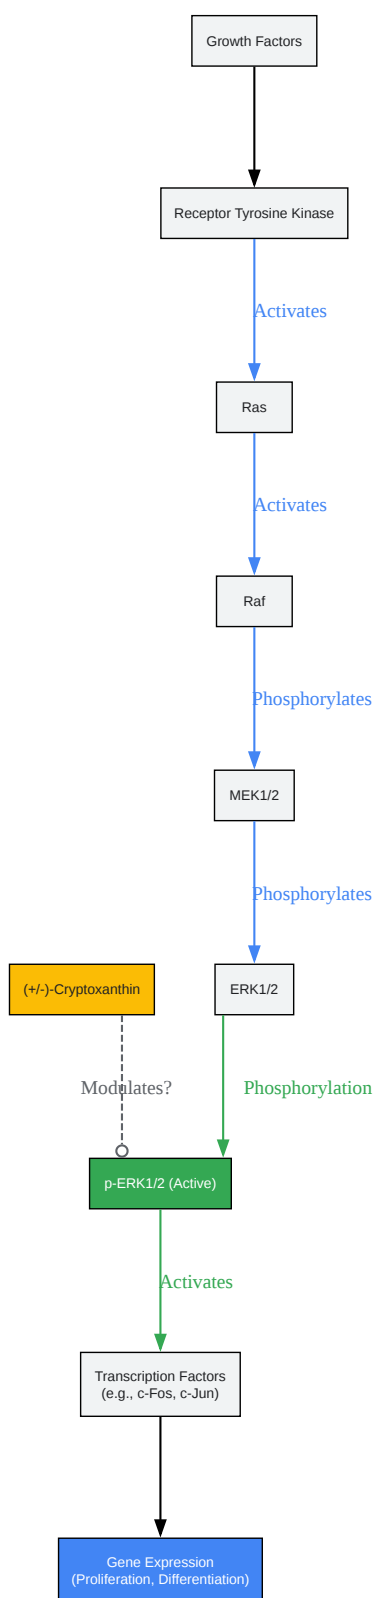 Growth Factors
Receptor Tyrosine Kinase
Activates
Ras
Activates
Raf
Phosphorylates
MEK1/2
Phosphorylates
(+/-)-Cryptoxanthin
ERK1/2
Modulates?
Phosphorylation
p-ERK1/2 (Active)
Activates
Transcription Factors
(e.g., c-Fos, c-Jun)
Gene Expression
(Proliferation, Differentiation)